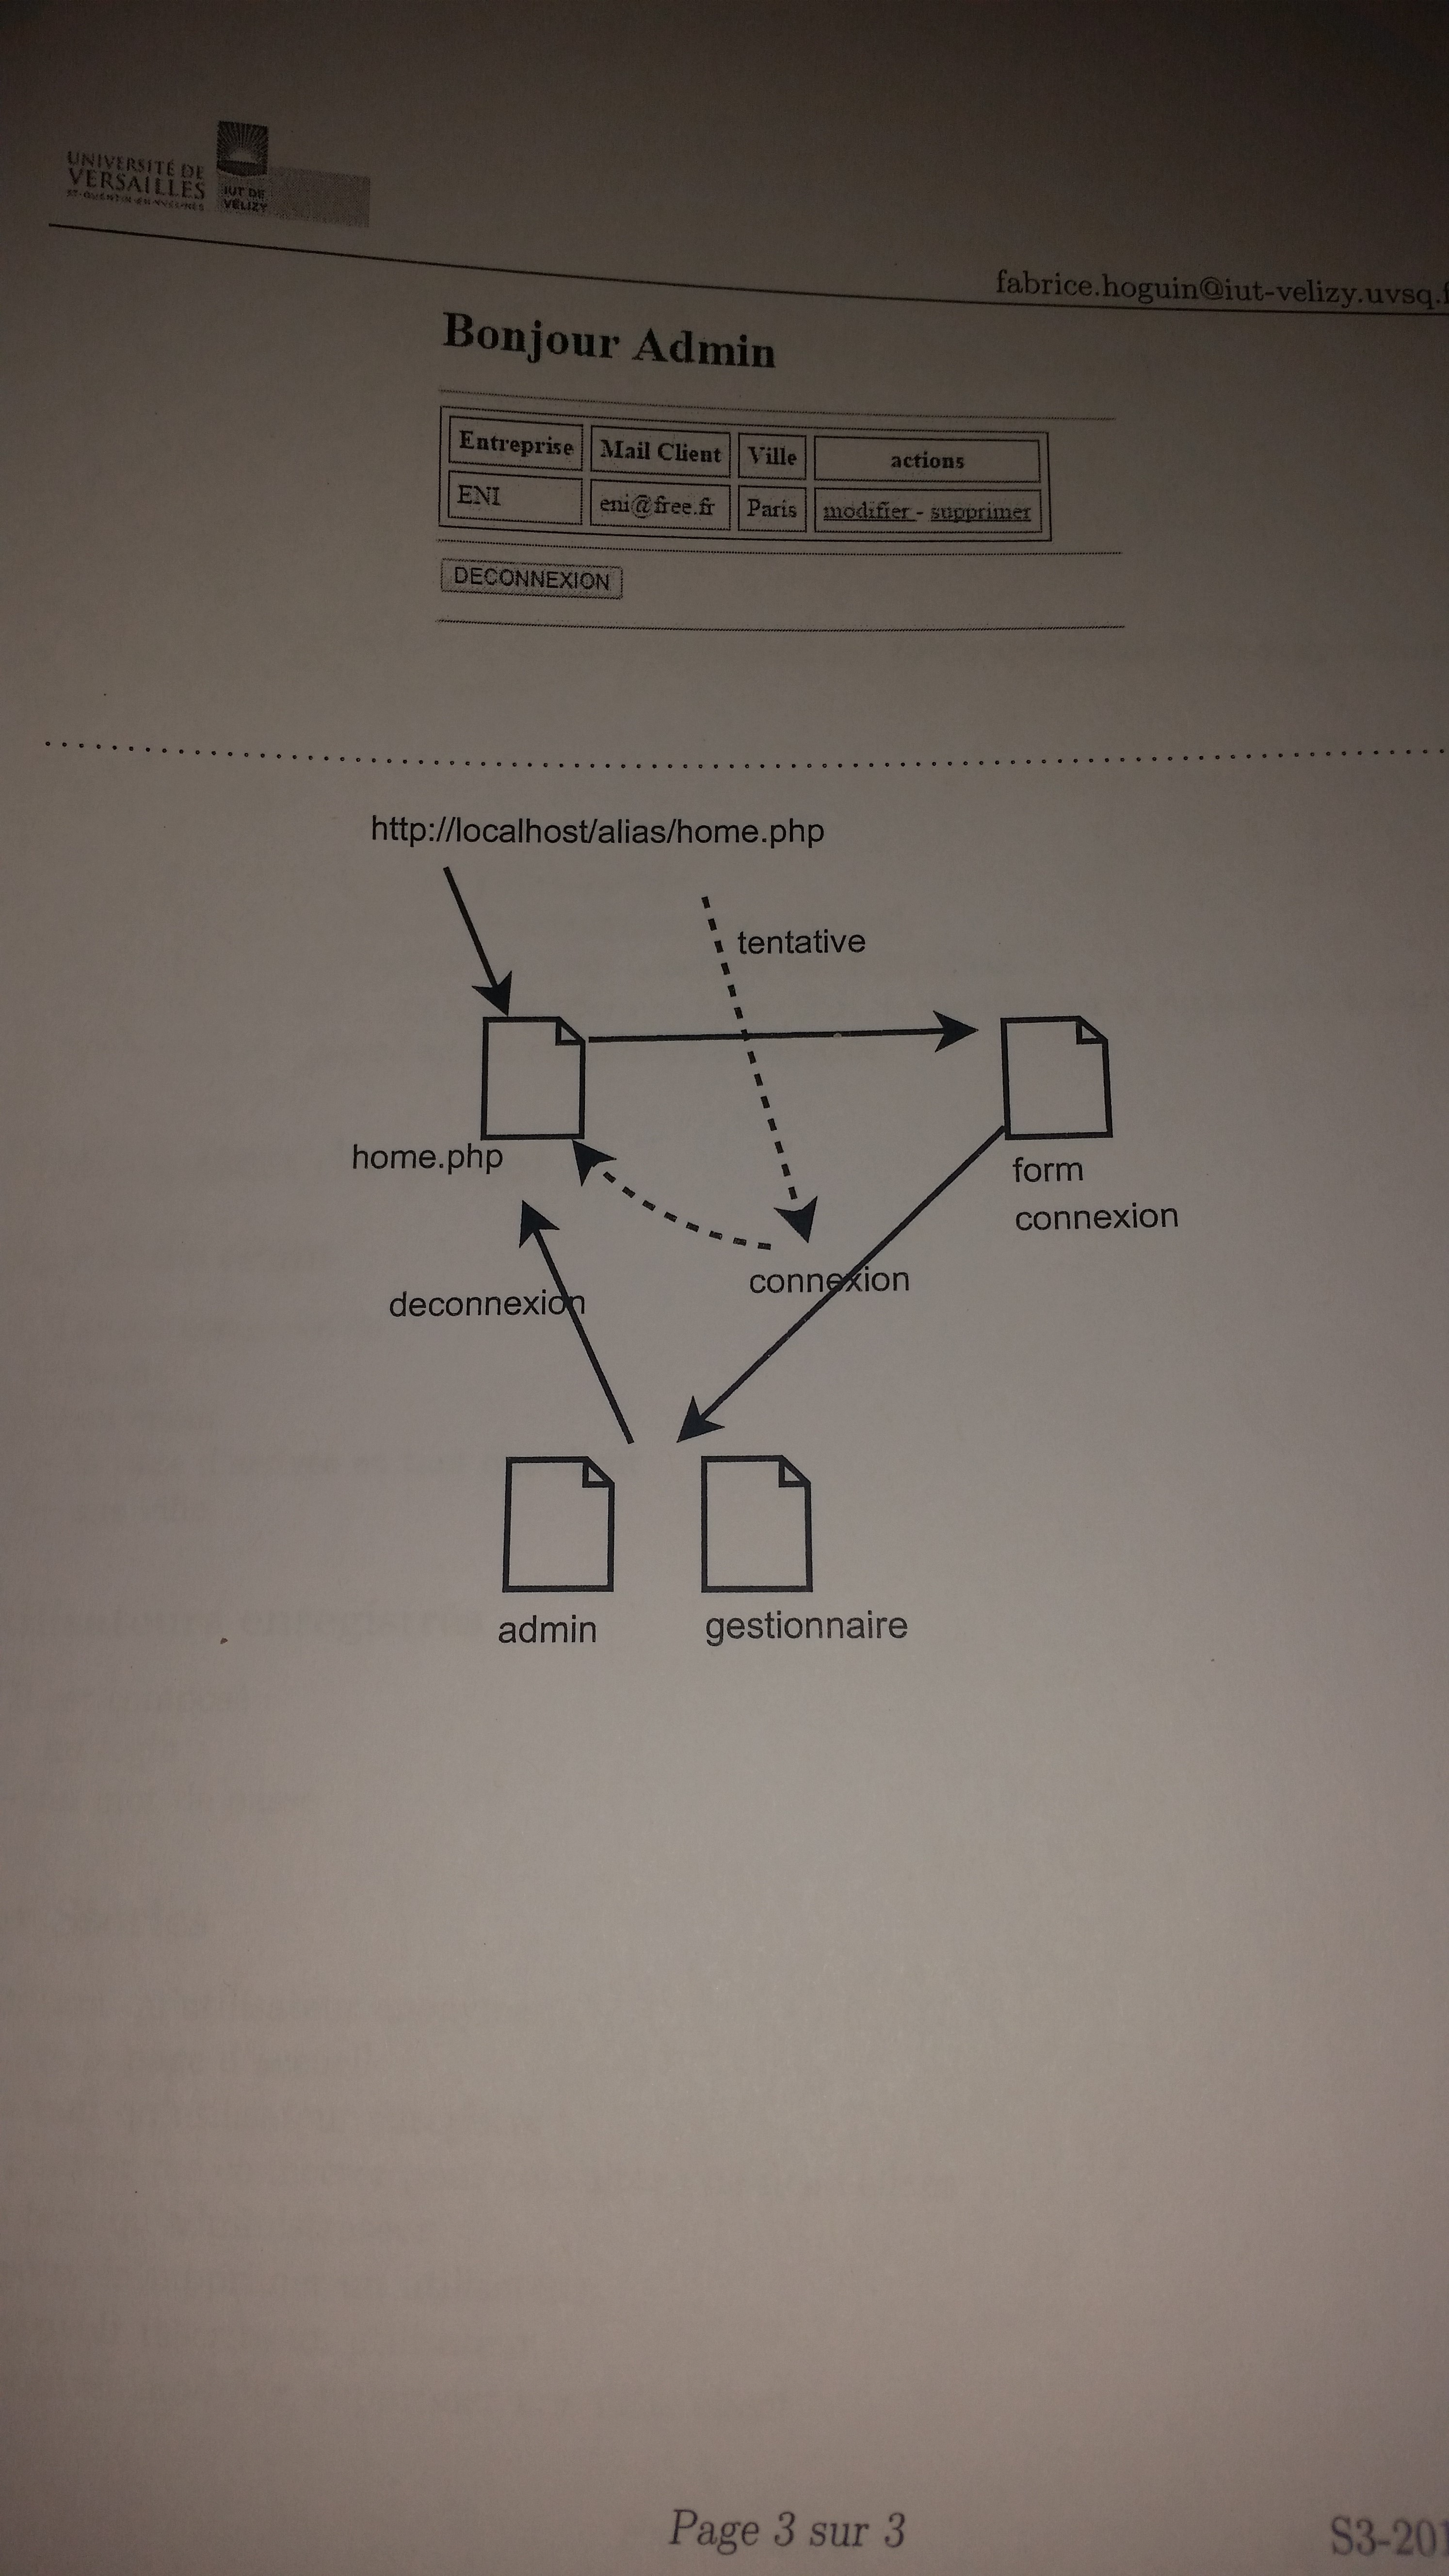 UNIVERSITÉ DE
VERSAILLES
ST-QUENTIN-EN-YVELINES
IUT DE
VÉLIZY
fabrice.hoguin@iut-velizy.uvsq.f
Bonjour Admin
Entreprise Mail Client Ville actions
ENI eni@free.fr Paris modifier - supprimer
DECONNEXION
http://localhost/alias/home.php
tentative
home.php
form
connexion
connexion
deconnexion
admin
gestionnaire
Page 3 sur 3
S3-201